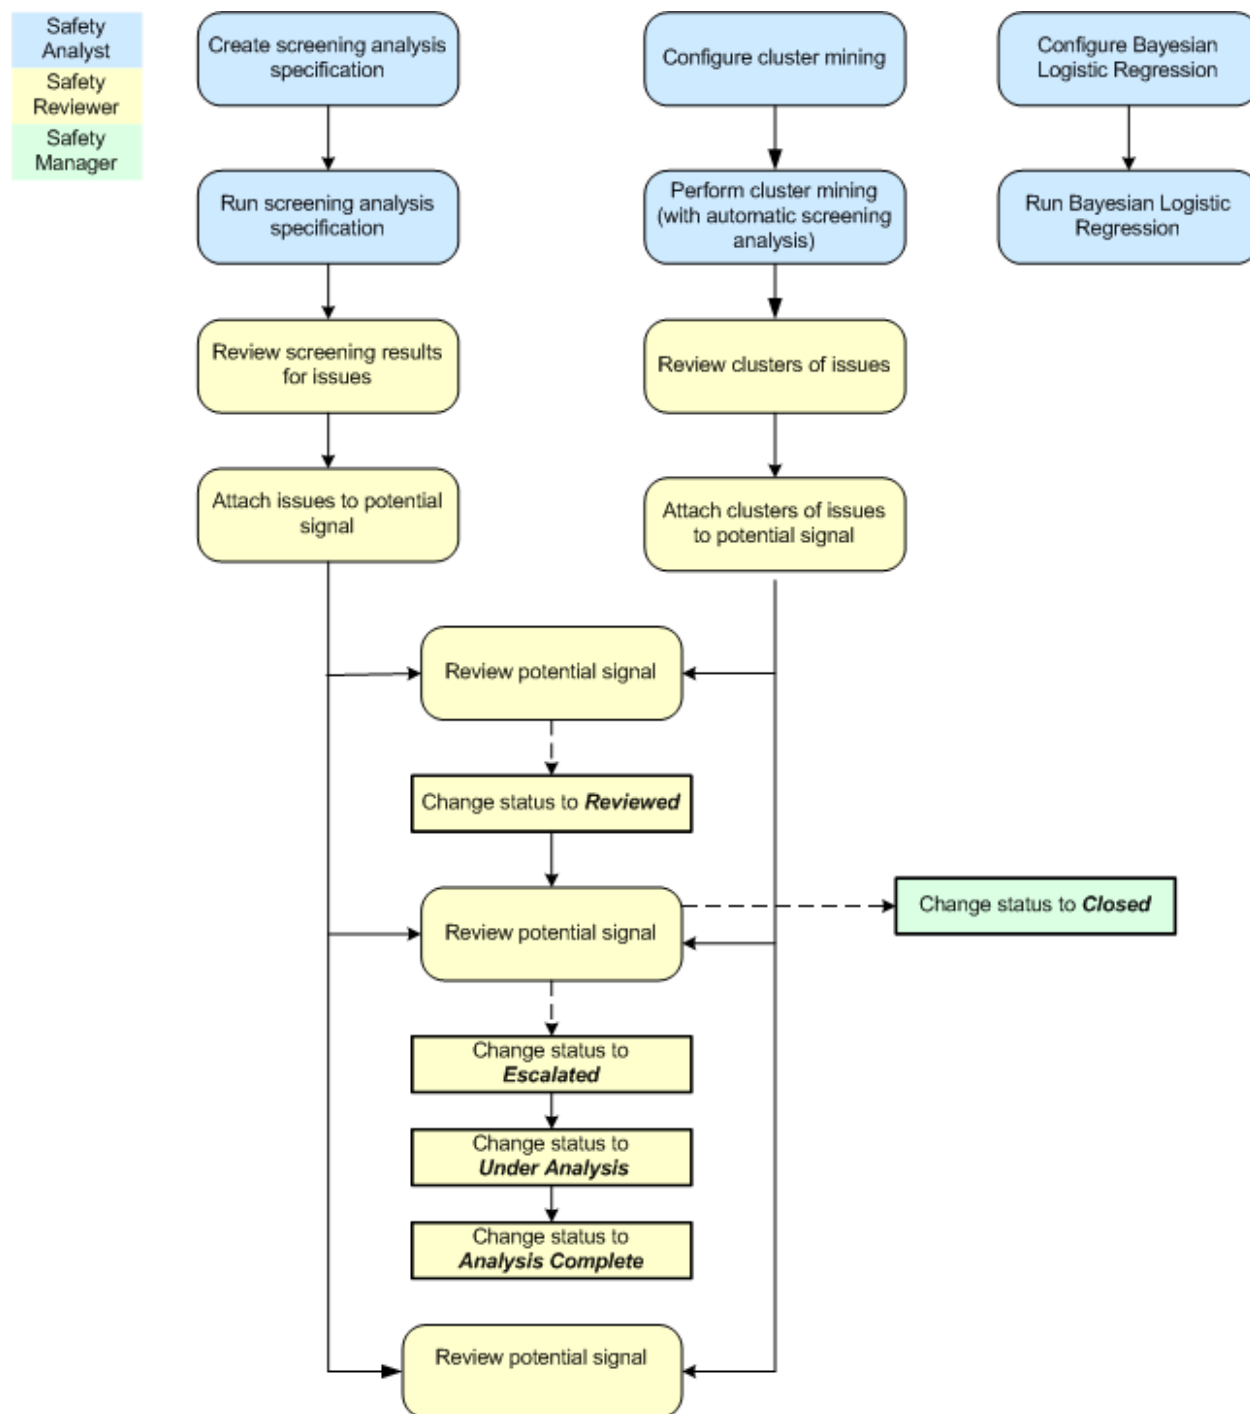 Safety
Analyst
Safety
Reviewer
Safety
Manager
Create screening analysis
specification
Configure cluster mining
Configure Bayesian
Logistic Regression
Run screening analysis
specification
Perform cluster mining
(with automatic screening
analysis)
Run Bayesian Logistic
Regression
Review screening results
for issues
Review clusters of issues
Attach issues to potential
signal
Attach clusters of issues
to potential signal
Review potential signal
Change status to Reviewed
Review potential signal
Change status to Closed
Change status to
Escalated
Change status to
Under Analysis
Change status to
Analysis Complete
Review potential signal